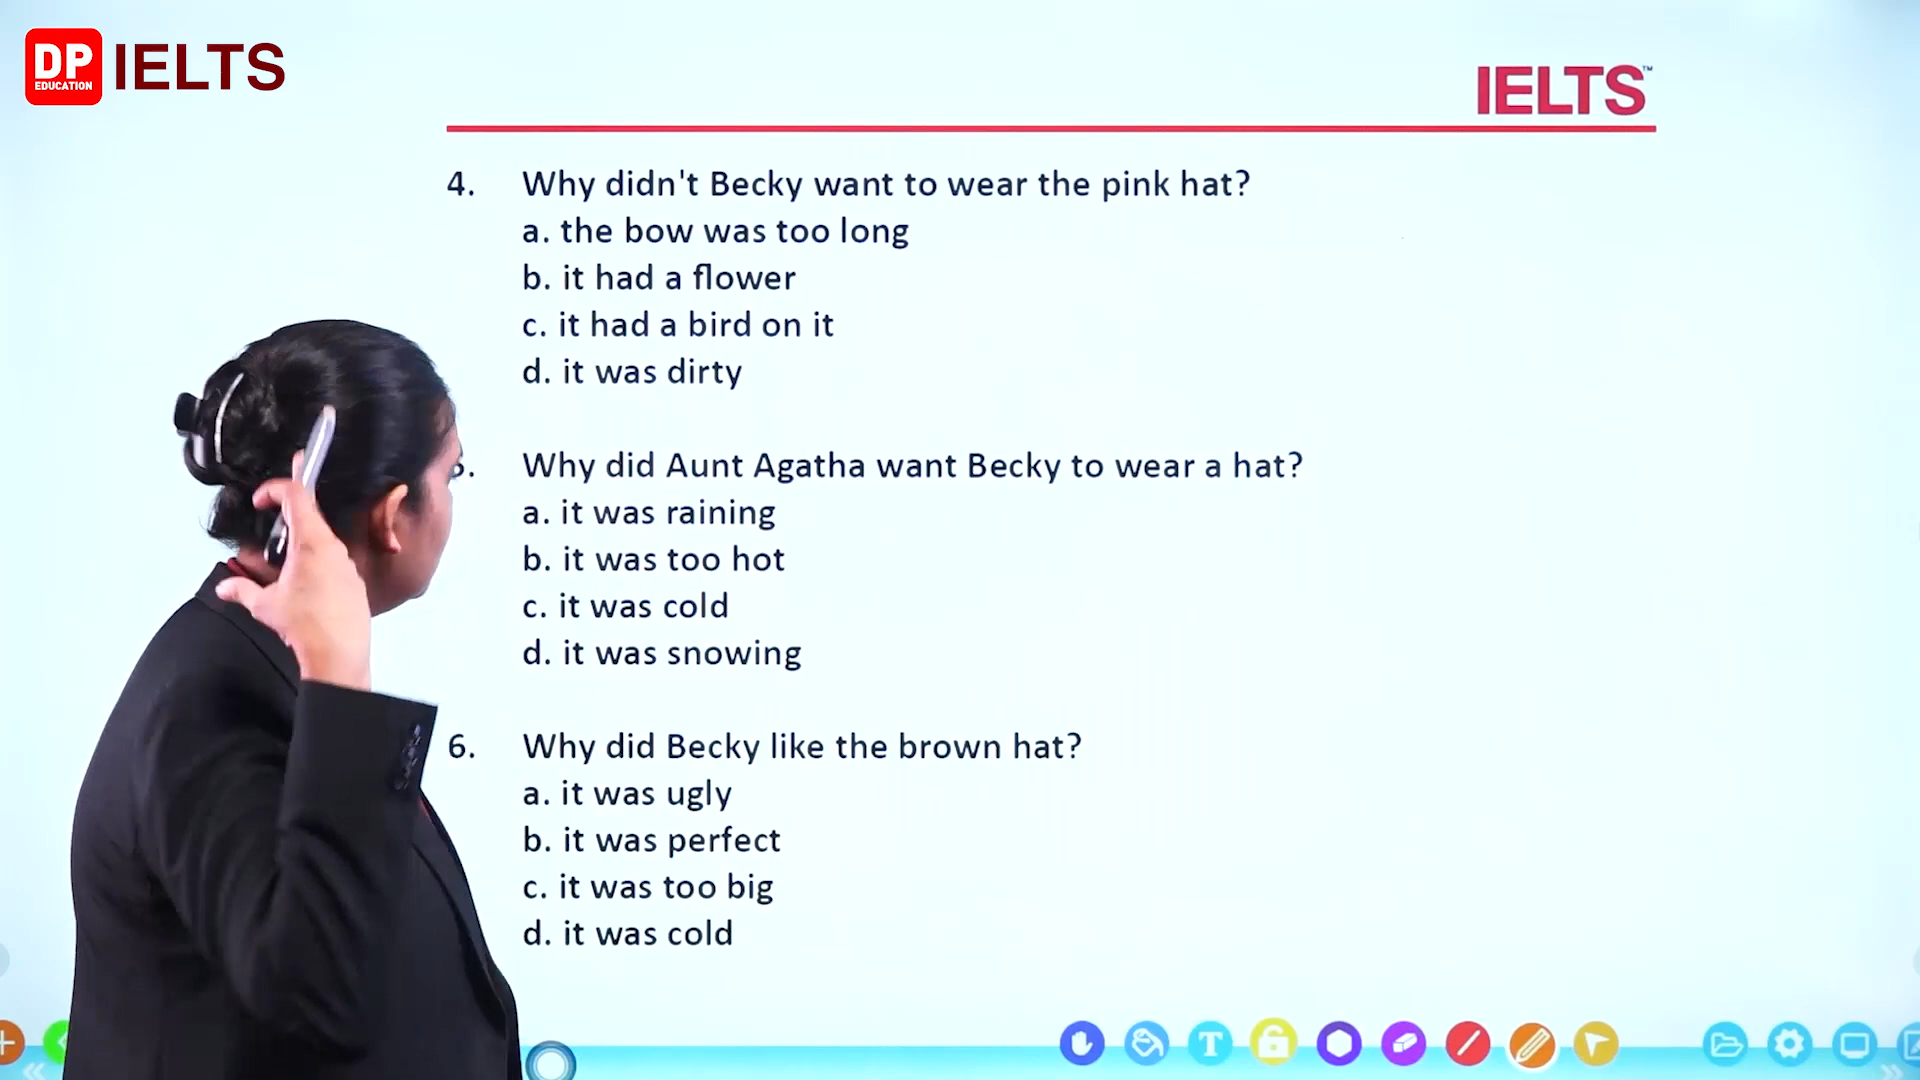 DP IELTS
EDUCATION
IELTS™
4. Why didn't Becky want to wear the pink hat?
a. the bow was too long
b. it had a flower
c. it had a bird on it
d. it was dirty
Why did Aunt Agatha want Becky to wear a hat?
a. it was raining
b. it was too hot
c. it was cold
d. it was snowing
6. Why did Becky like the brown hat?
a. it was ugly
b. it was perfect
c. it was too big
d. it was cold
T